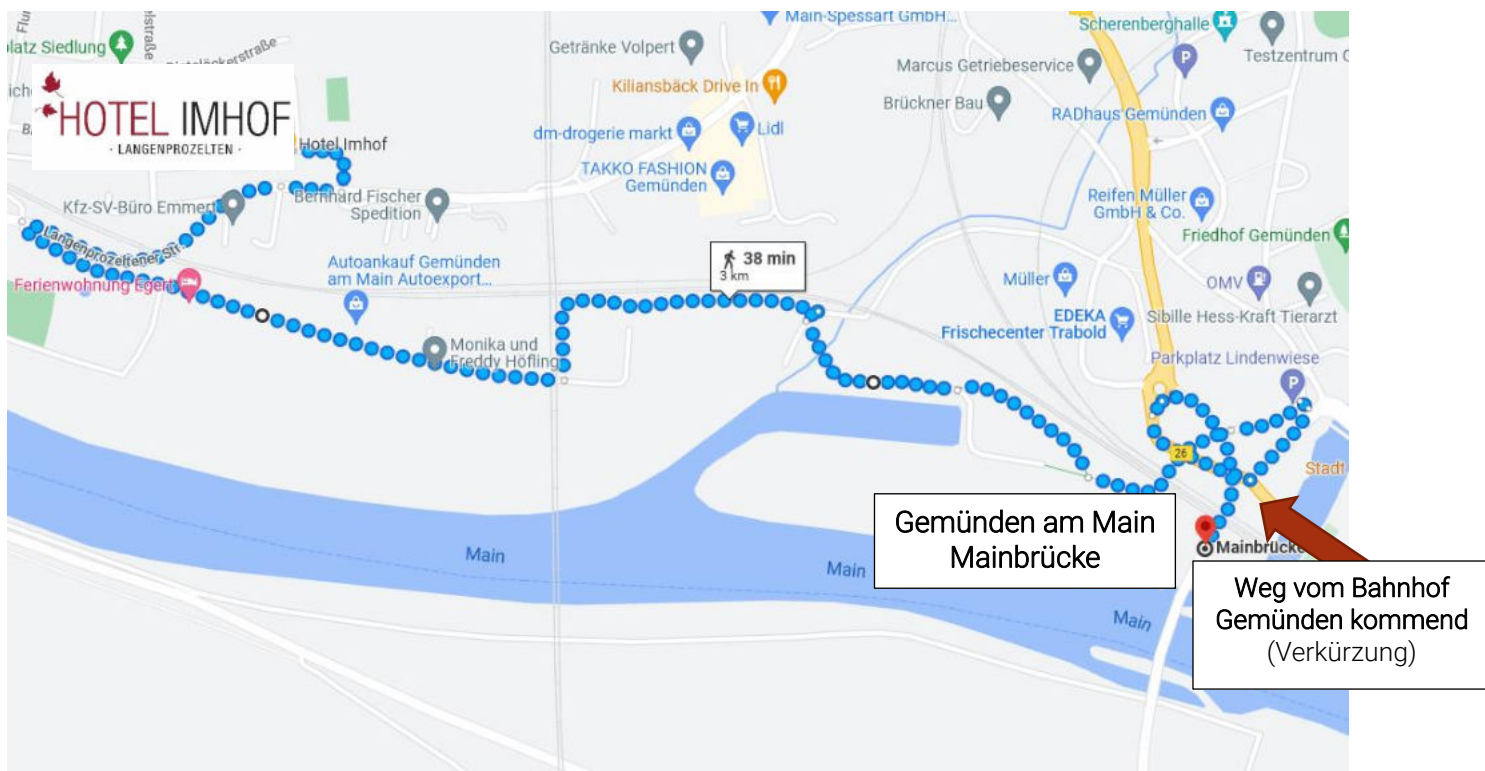 Main-Spessart GmbH...
Scherenberghalle
Getränke Volpert
Testzentrum
latz Siedlung
Marcus Getriebeservice
P
Kiliansbäck Drive In
Brückner Bau
RADhaus Gemünden
HOTEL IMHOF
· LANGENPROZELTEN ·
Hotel Imhof
dm-drogerie markt
Lidl
TAKKO FASHION
Gemünden
Bernhard Fischer
Spedition
Kfz-SV-Büro Emmert
Reifen Müller
GmbH & Co.
Friedhof Gemünden
Langenprozeltener Str.
Autoankauf Gemünden
am Main Autoexport...
38 min
3 km
Ferienwohnung Egert
Müller
OMV
EDEKA
Frischecenter Trabold
Sibille Hess-Kraft Tierarzt
Monika und
Freddy Höfling
Parkplatz Lindenwiese
P
26
Stadt
Gemünden am Main
Mainbrücke
Mainbrücke
Main
Main
Main
Weg vom Bahnhof
Gemünden kommend
(Verkürzung)